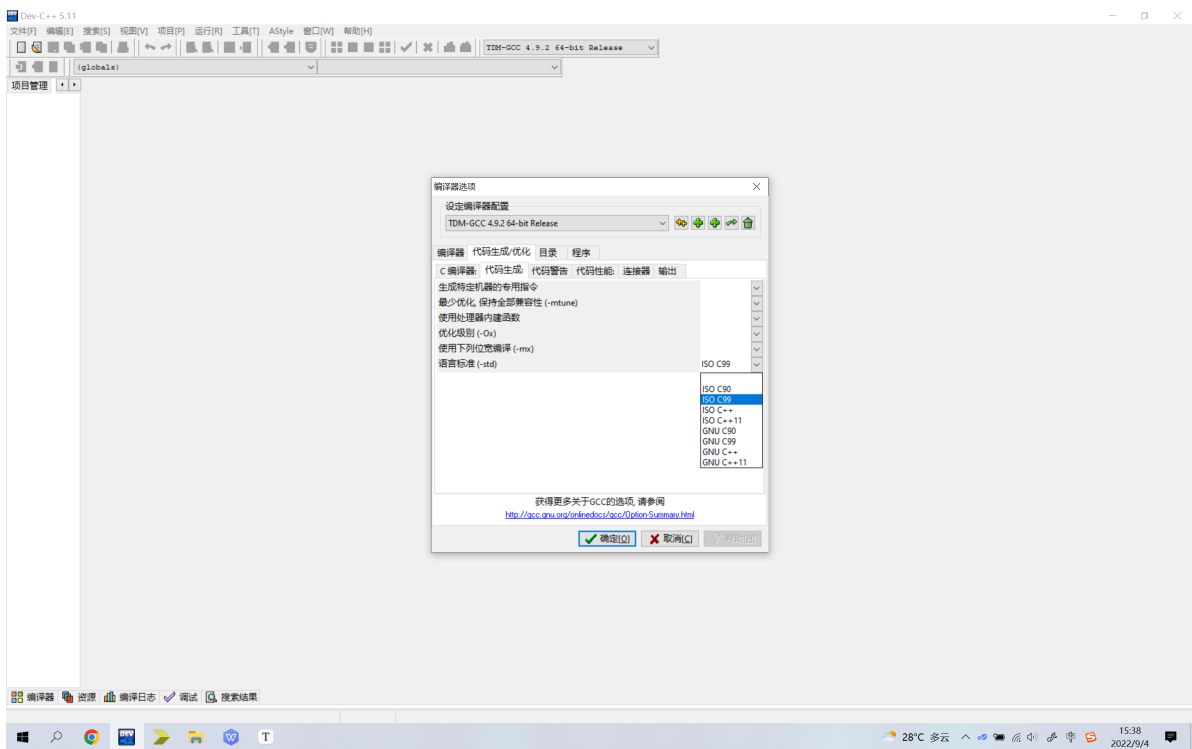 Dev-C++ 5.11
文件[F] 编辑[E] 搜索[S] 视图[V] 项目[P] 运行[R] 工具[T] AStyle 窗口[W] 帮助[H]
TDM-GCC 4.9.2 64-bit Release
(globals)
项目管理
编译器选项
设定编译器配置
TDM-GCC 4.9.2 64-bit Release
编译器 代码生成/优化 目录 程序
C 编译器: 代码生成: 代码警告 代码性能: 连接器 输出
生成特定机器的专用指令
最少优化, 保持全部兼容性 (-mtune)
使用处理器内建函数
优化级别 (-Ox)
使用下列位宽编译 (-mx)
语言标准 (-std) ISO C99
ISO C90
ISO C99
ISO C++
ISO C++11
GNU C90
GNU C99
GNU C++
GNU C++11
获得更多关于GCC的选项, 请参阅
http://gcc.gnu.org/onlinedocs/gcc/Option-Summary.html
确定[O] 取消[C] 帮助[H]
编译器 资源 编译日志 调试 搜索结果
DEV
T
28°C 多云
中
15:38
2022/9/4